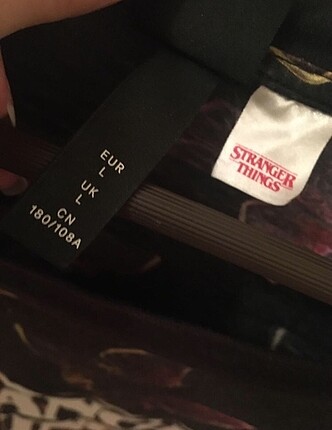 EUR
L
UK
L
CN
180/108A
STRANGER
THINGS